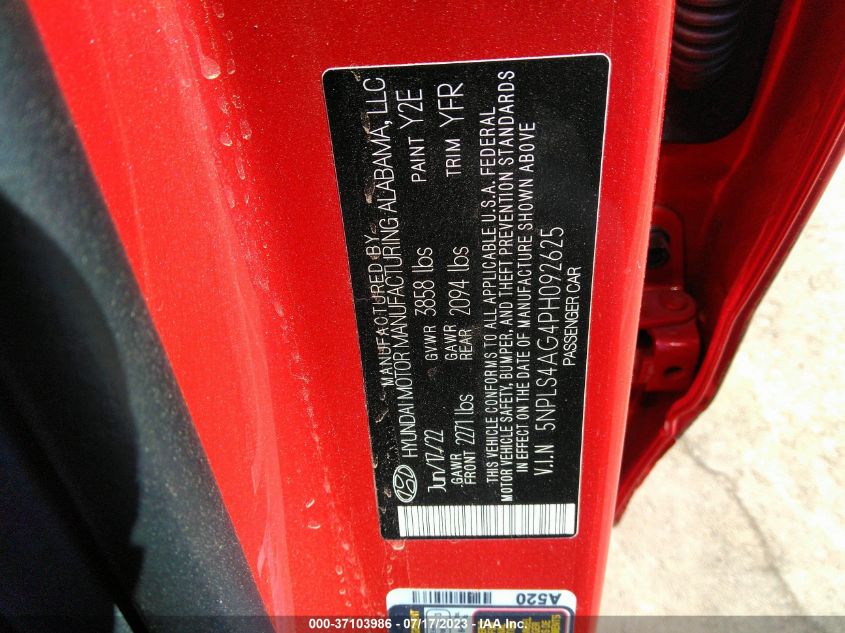 MANUFACTURED BY
HYUNDAI MOTOR MANUFACTURING ALABAMA, LLC
Jun/17/22 GVWR 3858 lbs PAINT Y2E
GAWR FRONT 2271 lbs GAWR REAR 2094 lbs TRIM YFR
THIS VEHICLE CONFORMS TO ALL APPLICABLE U.S.A. FEDERAL
MOTOR VEHICLE SAFETY, BUMPER, AND THEFT PREVENTION STANDARDS
IN EFFECT ON THE DATE OF MANUFACTURE SHOWN ABOVE
V.I.N 5NPLS4AG4PH092625
PASSENGER CAR
A520
000-37103986 - 07/17/2023 - IAA Inc.